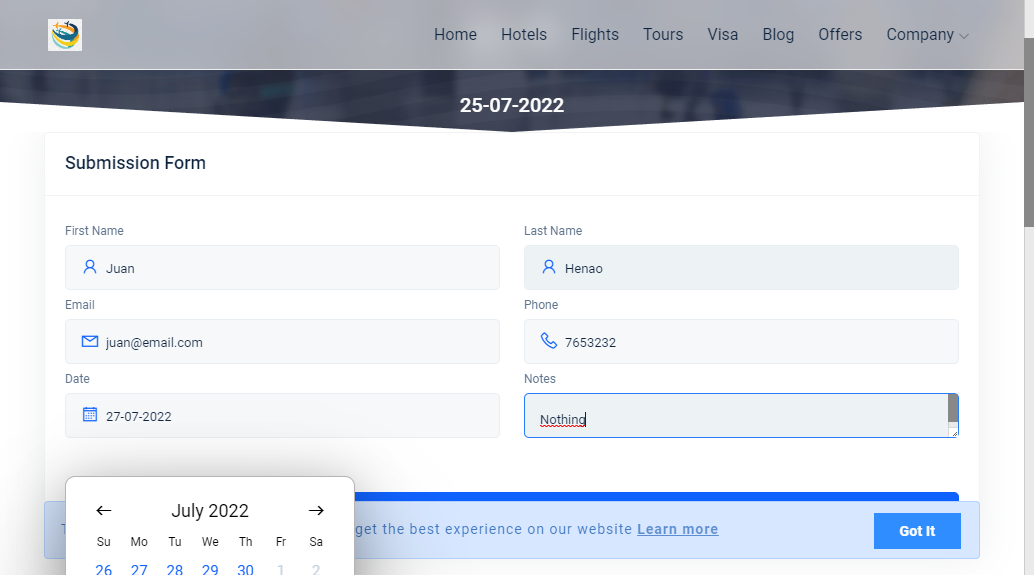 Home Hotels Flights Tours Visa Blog Offers Company
25-07-2022
Submission Form
First Name Last Name
Juan Henao
Email Phone
juan@email.com 7653232
Date Notes
27-07-2022 Nothing
July 2022
get the best experience on our website Learn more Got It
Su Mo Tu We Th Fr Sa
26 27 28 29 30 1 2